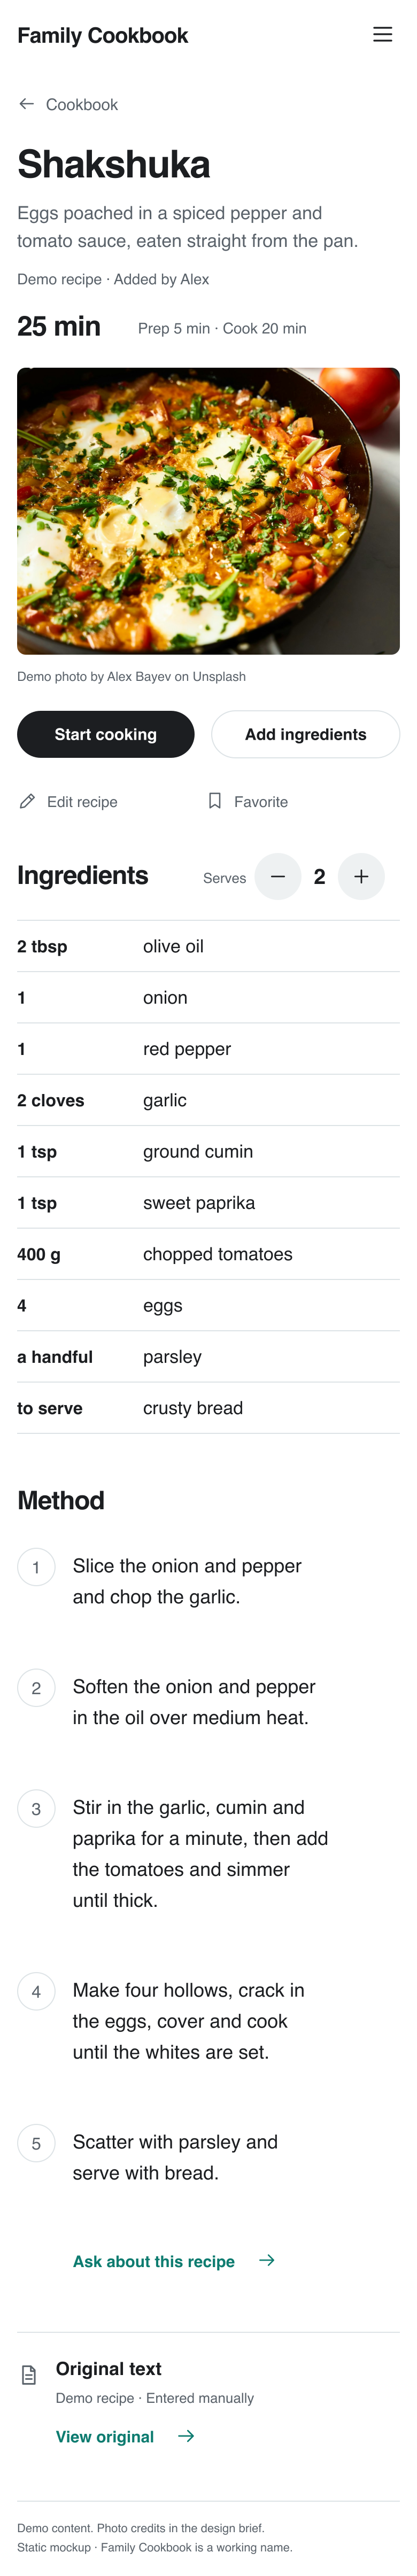 Family Cookbook
Cookbook
Shakshuka
Eggs poached in a spiced pepper and
tomato sauce, eaten straight from the pan.
Demo recipe · Added by Alex
25 min
Prep 5 min · Cook 20 min
Demo photo by Alex Bayev on Unsplash
Start cooking
Add ingredients
Edit recipe
Favorite
Ingredients
Serves
2
2 tbsp olive oil
1 onion
1 red pepper
2 cloves garlic
1 tsp ground cumin
1 tsp sweet paprika
400 g chopped tomatoes
4 eggs
a handful parsley
to serve crusty bread
Method
1 Slice the onion and pepper
and chop the garlic.
2 Soften the onion and pepper
in the oil over medium heat.
3 Stir in the garlic, cumin and
paprika for a minute, then add
the tomatoes and simmer
until thick.
4 Make four hollows, crack in
the eggs, cover and cook
until the whites are set.
5 Scatter with parsley and
serve with bread.
Ask about this recipe
Original text
Demo recipe · Entered manually
View original
Demo content. Photo credits in the design brief.
Static mockup · Family Cookbook is a working name.